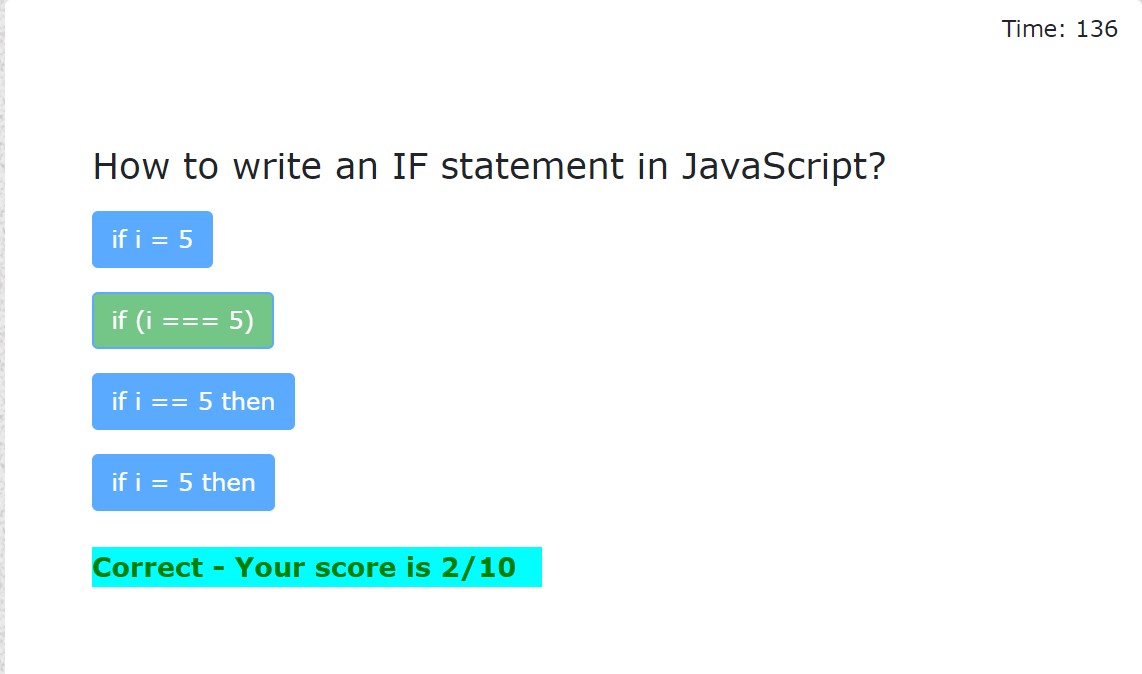 Time: 136
How to write an IF statement in JavaScript?
if i = 5
if (i === 5)
if i == 5 then
if i = 5 then
Correct - Your score is 2/10